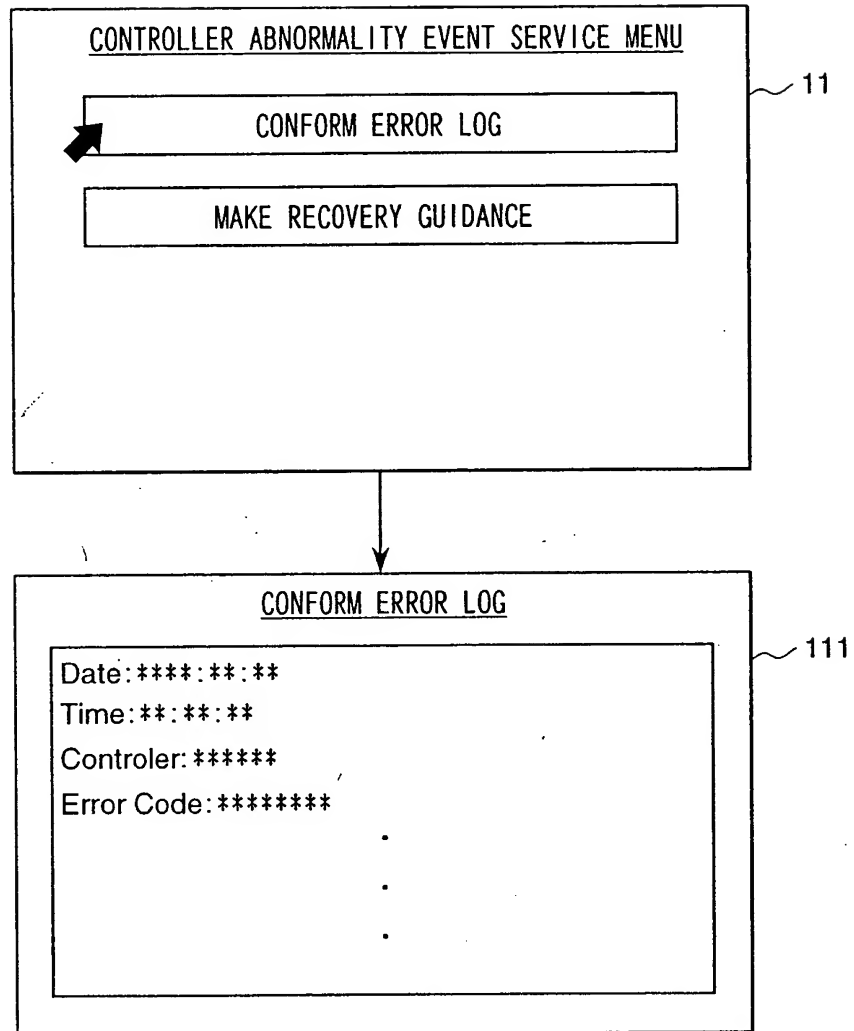 CONTROLLER ABNORMALITY EVENT SERVICE MENU
11
CONFORM ERROR LOG
MAKE RECOVERY GUIDANCE
CONFORM ERROR LOG
111
Date:****:**:**
Time:**:**:**
Controler:******
Error Code:********